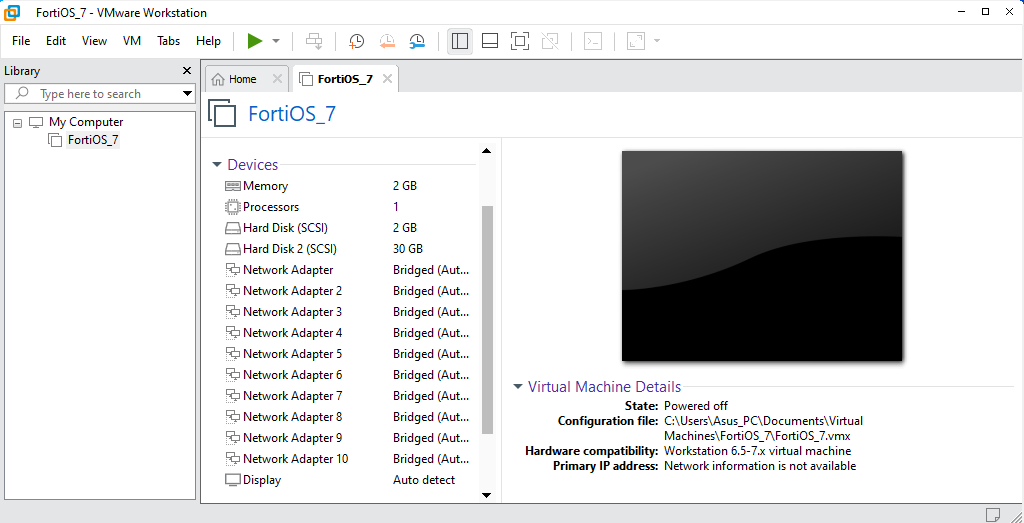 FortiOS_7 - VMware Workstation
File Edit View VM Tabs Help
Library
Type here to search
My Computer
FortiOS_7
Home FortiOS_7
FortiOS_7
Devices
Memory 2 GB
Processors 1
Hard Disk (SCSI) 2 GB
Hard Disk 2 (SCSI) 30 GB
Network Adapter Bridged (Aut...
Network Adapter 2 Bridged (Aut...
Network Adapter 3 Bridged (Aut...
Network Adapter 4 Bridged (Aut...
Network Adapter 5 Bridged (Aut...
Network Adapter 6 Bridged (Aut...
Network Adapter 7 Bridged (Aut...
Network Adapter 8 Bridged (Aut...
Network Adapter 9 Bridged (Aut...
Network Adapter 10 Bridged (Aut...
Display Auto detect
Virtual Machine Details
State: Powered off
Configuration file: C:\Users\Asus_PC\Documents\Virtual
Machines\FortiOS_7\FortiOS_7.vmx
Hardware compatibility: Workstation 6.5-7.x virtual machine
Primary IP address: Network information is not available